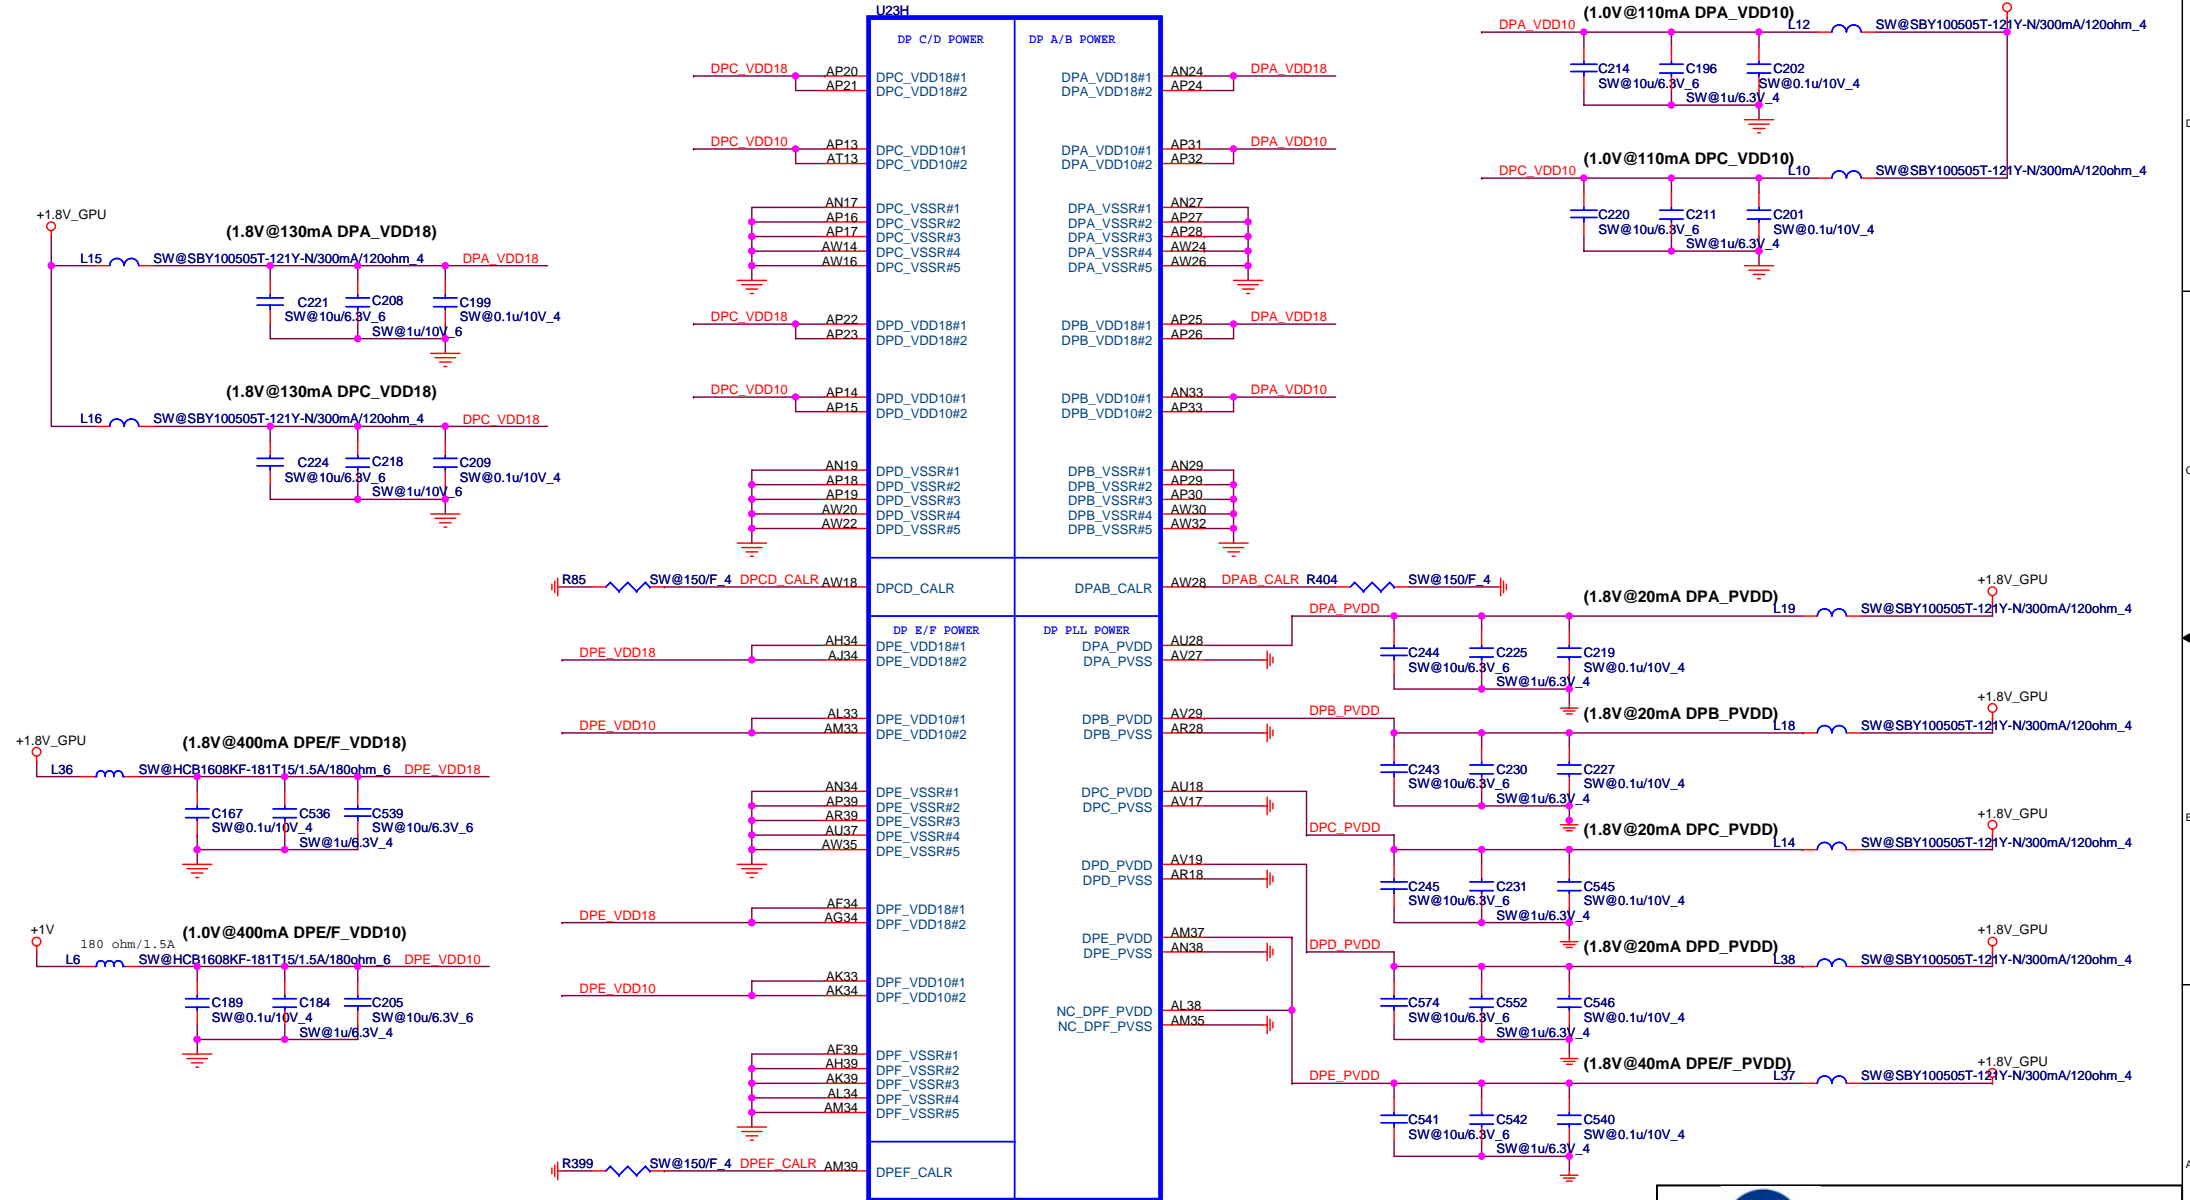 U23H
DP C/D POWER
DP A/B POWER
DPC_VDD18 AP20 DPC_VDD18#1
AP21 DPC_VDD18#2
DPC_VDD10 AP13 DPC_VDD10#1
AT13 DPC_VDD10#2
AN17 DPC_VSSR#1
AP16 DPC_VSSR#2
AP17 DPC_VSSR#3
AW14 DPC_VSSR#4
AW16 DPC_VSSR#5
DPC_VDD18 AP22 DPD_VDD18#1
AP23 DPD_VDD18#2
DPC_VDD10 AP14 DPD_VDD10#1
AP15 DPD_VDD10#2
AN19 DPD_VSSR#1
AP18 DPD_VSSR#2
AP19 DPD_VSSR#3
AW20 DPD_VSSR#4
AW22 DPD_VSSR#5
R85 SW@150/F_4 DPCD_CALR AW18 DPCD_CALR
DPA_VDD18#1 AN24 DPA_VDD18
DPA_VDD18#2 AP24
DPA_VDD10#1 AP31 DPA_VDD10
DPA_VDD10#2 AP32
DPA_VSSR#1 AN27
DPA_VSSR#2 AP27
DPA_VSSR#3 AP28
DPA_VSSR#4 AW24
DPA_VSSR#5 AW26
DPB_VDD18#1 AP25 DPA_VDD18
DPB_VDD18#2 AP26
DPB_VDD10#1 AN33 DPA_VDD10
DPB_VDD10#2 AP33
DPB_VSSR#1 AN29
DPB_VSSR#2 AP29
DPB_VSSR#3 AP30
DPB_VSSR#4 AW30
DPB_VSSR#5 AW32
DPAB_CALR AW28 DPAB_CALR R404 SW@150/F_4
DP E/F POWER
DP PLL POWER
DPE_VDD18 AH34 DPE_VDD18#1
AJ34 DPE_VDD18#2
DPE_VDD10 AL33 DPE_VDD10#1
AM33 DPE_VDD10#2
AN34 DPE_VSSR#1
AP39 DPE_VSSR#2
AR39 DPE_VSSR#3
AU37 DPE_VSSR#4
AW35 DPE_VSSR#5
DPE_VDD18 AF34 DPF_VDD18#1
AG34 DPF_VDD18#2
DPE_VDD10 AK33 DPF_VDD10#1
AK34 DPF_VDD10#2
AF39 DPF_VSSR#1
AH39 DPF_VSSR#2
AK39 DPF_VSSR#3
AL34 DPF_VSSR#4
AM34 DPF_VSSR#5
R399 SW@150/F_4 DPEF_CALR AM39 DPEF_CALR
DPA_PVDD AU28 DPA_PVDD
DPA_PVSS AV27
DPB_PVDD AV29 DPB_PVDD
DPB_PVSS AR28
DPC_PVDD AU18 DPC_PVDD
DPC_PVSS AV17
DPD_PVDD AV19 DPD_PVDD
DPD_PVSS AR18
DPE_PVDD AM37 DPE_PVDD
DPE_PVSS AN38
NC_DPF_PVDD AL38
NC_DPF_PVSS AM35
+1.8V_GPU
(1.8V@130mA DPA_VDD18)
L15 SW@SBY100505T-121Y-N/300mA/120ohm_4 DPA_VDD18
C221 C208 C199
SW@10u/6.3V_6 SW@0.1u/10V_4
SW@1u/10V_6
(1.8V@130mA DPC_VDD18)
L16 SW@SBY100505T-121Y-N/300mA/120ohm_4 DPC_VDD18
C224 C218 C209
SW@10u/6.3V_6 SW@0.1u/10V_4
SW@1u/10V_6
+1.8V_GPU (1.8V@400mA DPE/F_VDD18)
L36 SW@HCB1608KF-181T15/1.5A/180ohm_6 DPE_VDD18
C167 C536 C539
SW@0.1u/10V_4 SW@10u/6.3V_6
SW@1u/6.3V_4
+1V (1.0V@400mA DPE/F_VDD10)
180 ohm/1.5A
L6 SW@HCB1608KF-181T15/1.5A/180ohm_6 DPE_VDD10
C189 C184 C205
SW@0.1u/10V_4 SW@10u/6.3V_6
SW@1u/6.3V_4
(1.0V@110mA DPA_VDD10)
DPA_VDD10 L12 SW@SBY100505T-121Y-N/300mA/120ohm_4
C214 C196 C202
SW@10u/6.3V_6 SW@0.1u/10V_4
SW@1u/6.3V_4
(1.0V@110mA DPC_VDD10)
DPC_VDD10 L10 SW@SBY100505T-121Y-N/300mA/120ohm_4
C220 C211 C201
SW@10u/6.3V_6 SW@0.1u/10V_4
SW@1u/6.3V_4
+1.8V_GPU
(1.8V@20mA DPA_PVDD)
L19 SW@SBY100505T-121Y-N/300mA/120ohm_4
C244 C225 C219
SW@10u/6.3V_6 SW@0.1u/10V_4
SW@1u/6.3V_4
+1.8V_GPU
(1.8V@20mA DPB_PVDD)
L18 SW@SBY100505T-121Y-N/300mA/120ohm_4
C243 C230 C227
SW@10u/6.3V_6 SW@0.1u/10V_4
SW@1u/6.3V_4
+1.8V_GPU
(1.8V@20mA DPC_PVDD)
L14 SW@SBY100505T-121Y-N/300mA/120ohm_4
C245 C231 C545
SW@10u/6.3V_6 SW@0.1u/10V_4
SW@1u/6.3V_4
+1.8V_GPU
(1.8V@20mA DPD_PVDD)
L38 SW@SBY100505T-121Y-N/300mA/120ohm_4
C574 C552 C546
SW@10u/6.3V_6 SW@0.1u/10V_4
SW@1u/6.3V_4
+1.8V_GPU
(1.8V@40mA DPE/F_PVDD)
L37 SW@SBY100505T-121Y-N/300mA/120ohm_4
C541 C542 C540
SW@10u/6.3V_6 SW@0.1u/10V_4
SW@1u/6.3V_4